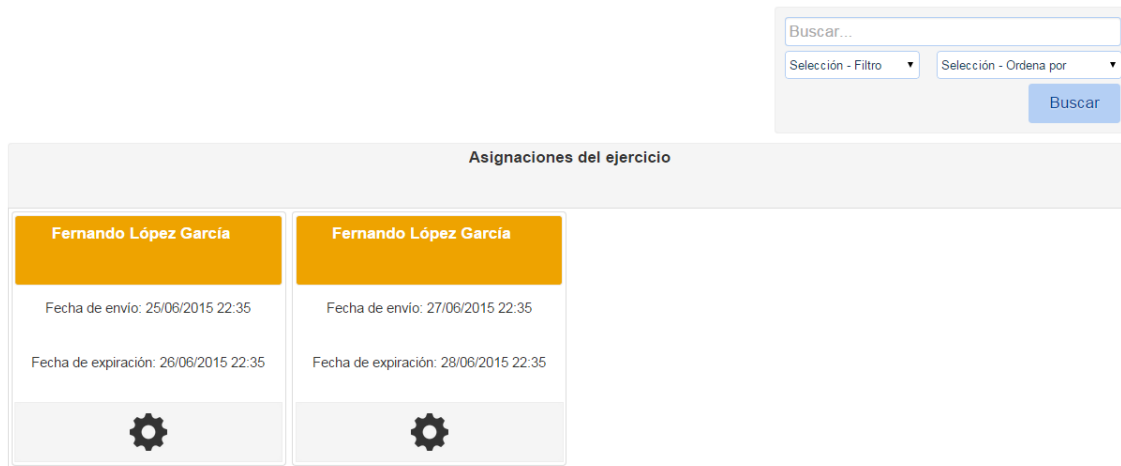 Buscar...
Selección - Filtro
Selección - Ordena por
Buscar
Asignaciones del ejercicio
Fernando López García
Fecha de envío: 25/06/2015 22:35
Fecha de expiración: 26/06/2015 22:35
Fernando López García
Fecha de envío: 27/06/2015 22:35
Fecha de expiración: 28/06/2015 22:35